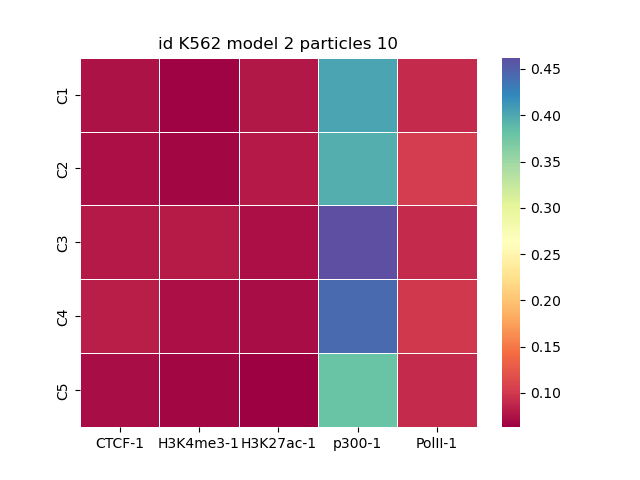 id K562 model 2 particles 10
C1
C2
C3
C4
C5
CTCF-1 H3K4me3-1 H3K27ac-1 p300-1 PolII-1
0.45
0.40
0.35
0.30
0.25
0.20
0.15
0.10